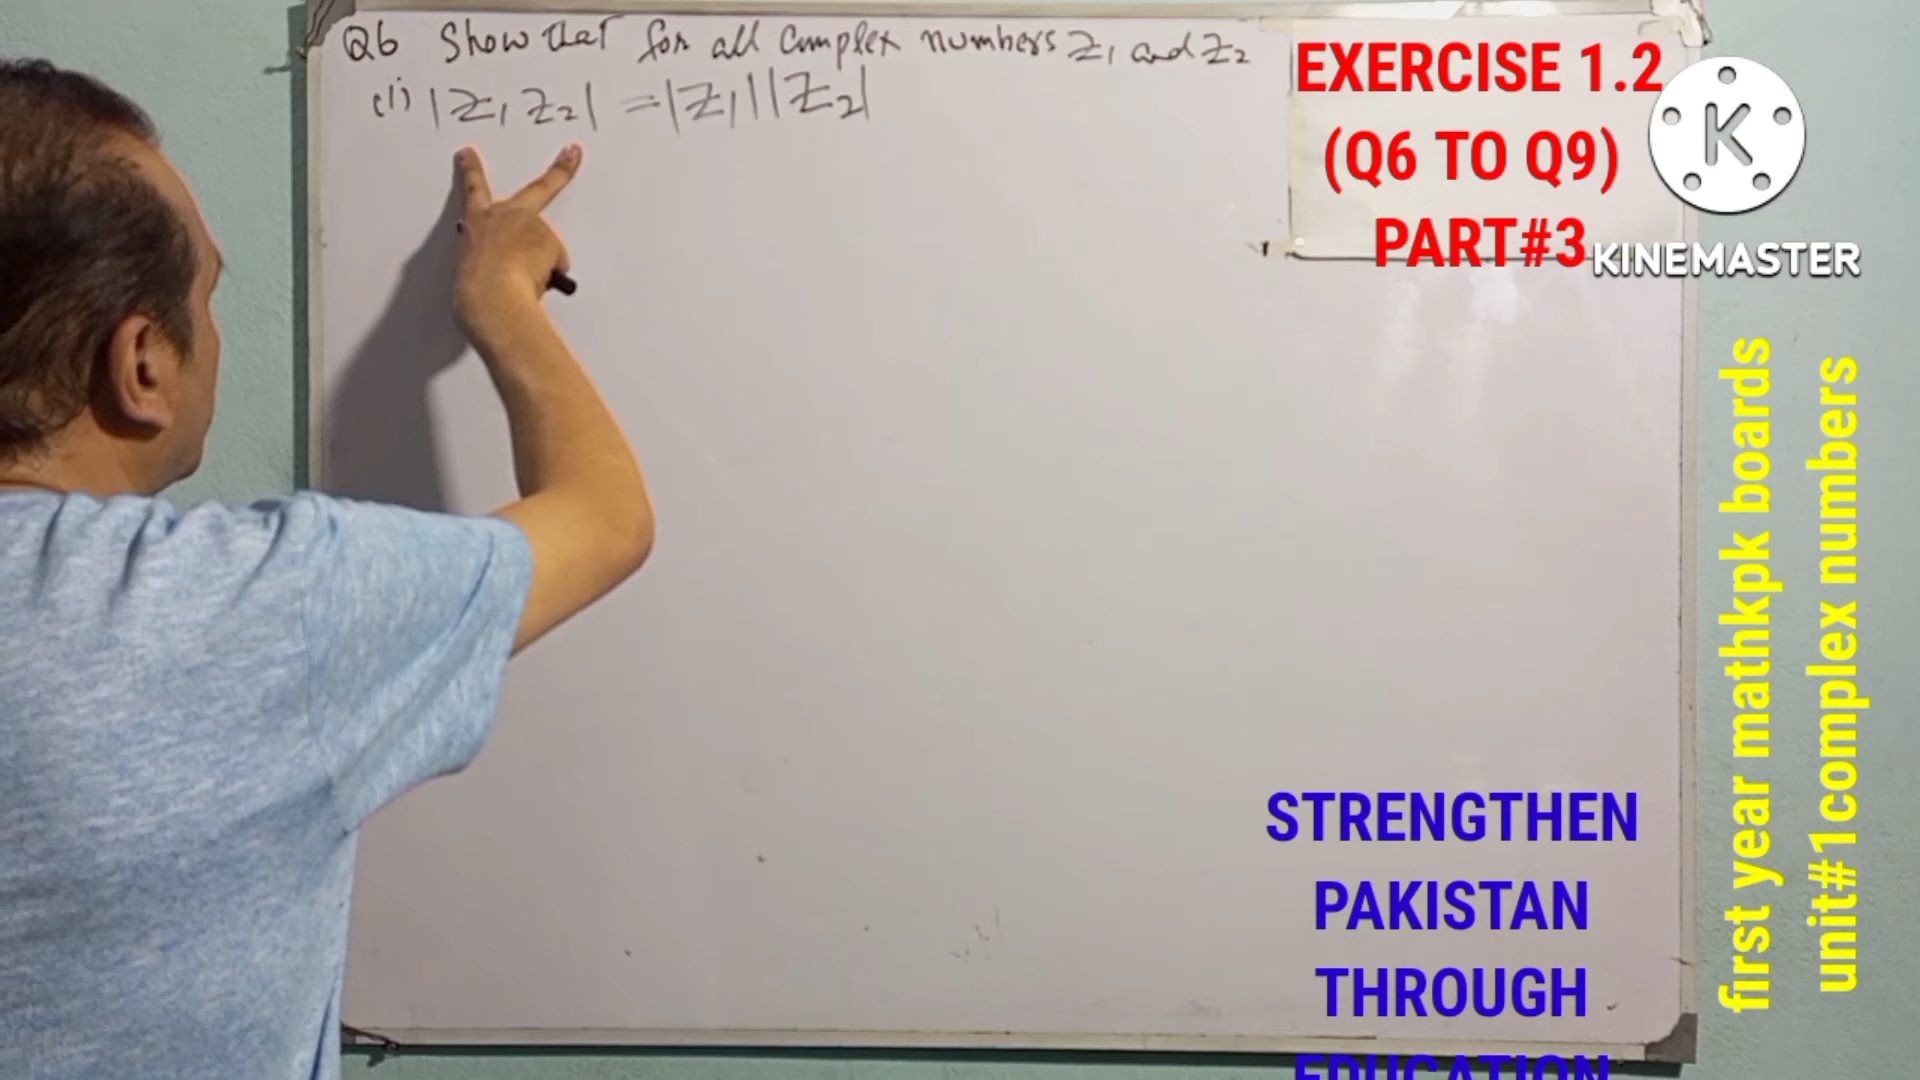 Q6 Show that for all complex numbers z₁ and z₂
(i) |z₁ z₂| = |z₁| |z₂|
EXERCISE 1.2
(Q6 TO Q9)
PART#3
K
KINEMASTER
first year mathkpk boards
unit#1complex numbers
STRENGTHEN
PAKISTAN
THROUGH
EDUCATION